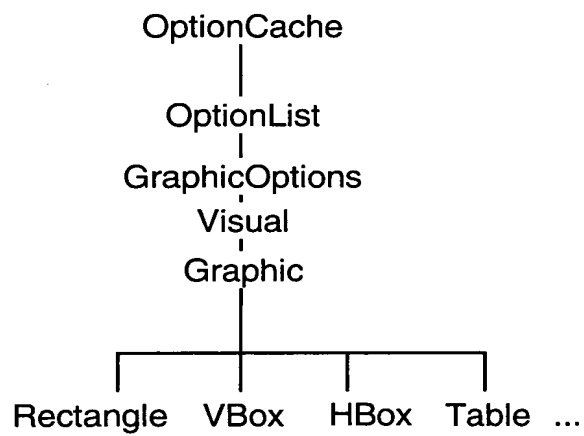 OptionCache
OptionList
GraphicOptions
Visual
Graphic
Rectangle VBox HBox Table ...